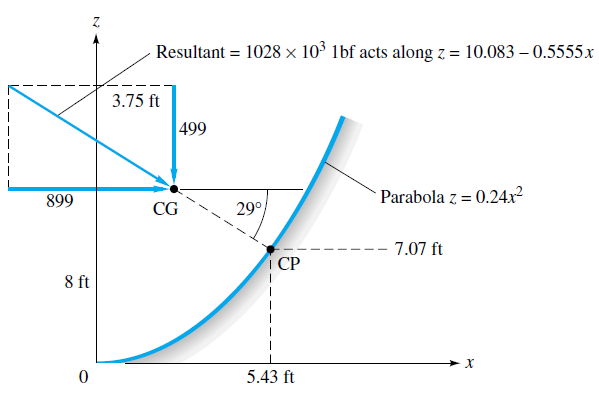 z
Resultant = 1028 × 10³ 1bf acts along z = 10.083 – 0.5555x
3.75 ft
499
899
CG
29°
Parabola z = 0.24x²
7.07 ft
CP
8 ft
x
0
5.43 ft